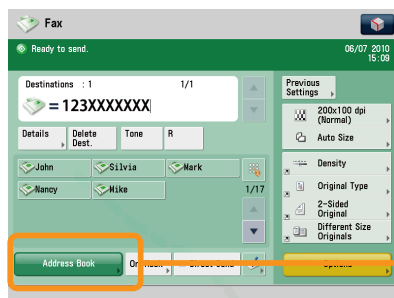 Fax
Ready to send.
06/07 2010
15:09
Destinations : 1
1/1
= 123XXXXXXX
Previous
Settings
200x100 dpi
(Normal)
Auto Size
Details
Delete
Dest.
Tone
R
John
Silvia
Mark
Nancy
Mike
1/17
Density
Original Type
2-Sided
Original
Different Size
Originals
Address Book